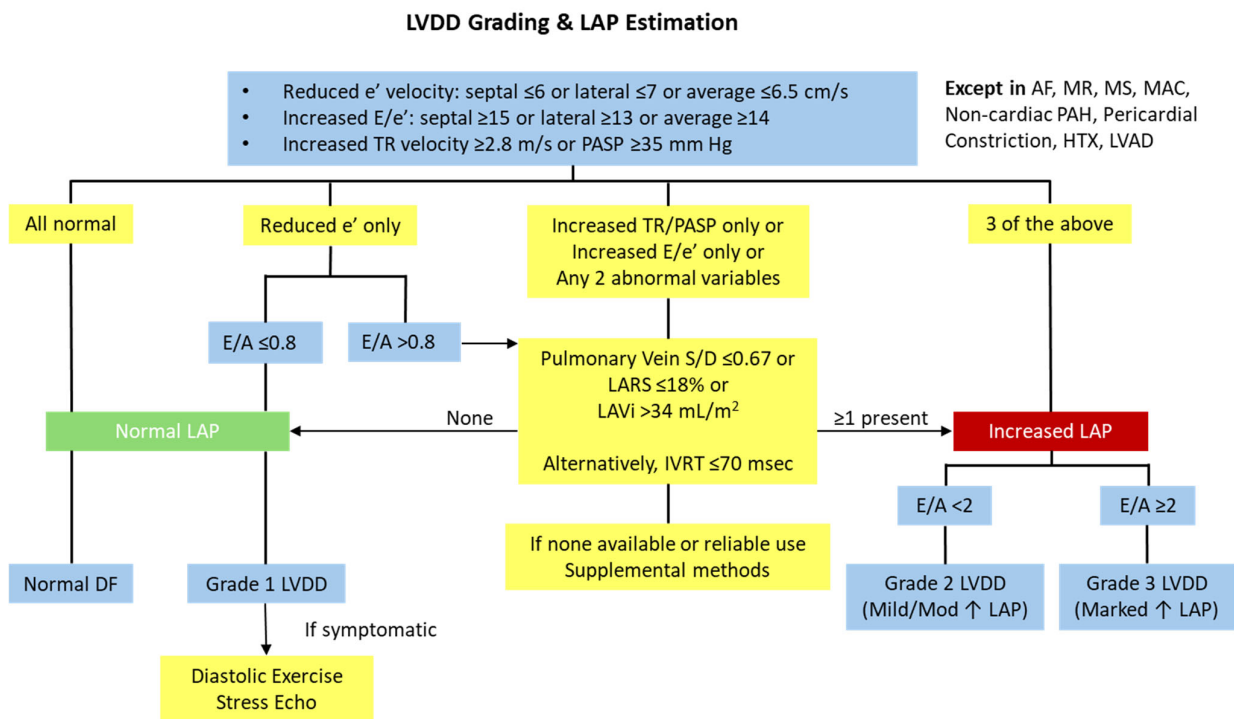 LVDD Grading & LAP Estimation
• Reduced e’ velocity: septal ≤6 or lateral ≤7 or average ≤6.5 cm/s
• Increased E/e’: septal ≥15 or lateral ≥13 or average ≥14
• Increased TR velocity ≥2.8 m/s or PASP ≥35 mm Hg
Except in AF, MR, MS, MAC,
Non-cardiac PAH, Pericardial
Constriction, HTX, LVAD
All normal
Reduced e’ only
Increased TR/PASP only or
Increased E/e’ only or
Any 2 abnormal variables
3 of the above
E/A ≤0.8
E/A >0.8
Pulmonary Vein S/D ≤0.67 or
LARS ≤18% or
LAVi >34 mL/m²
Alternatively, IVRT ≤70 msec
Normal LAP
None
≥1 present
Increased LAP
E/A <2
E/A ≥2
If none available or reliable use
Supplemental methods
Normal DF
Grade 1 LVDD
Grade 2 LVDD
(Mild/Mod ↑ LAP)
Grade 3 LVDD
(Marked ↑ LAP)
If symptomatic
Diastolic Exercise
Stress Echo